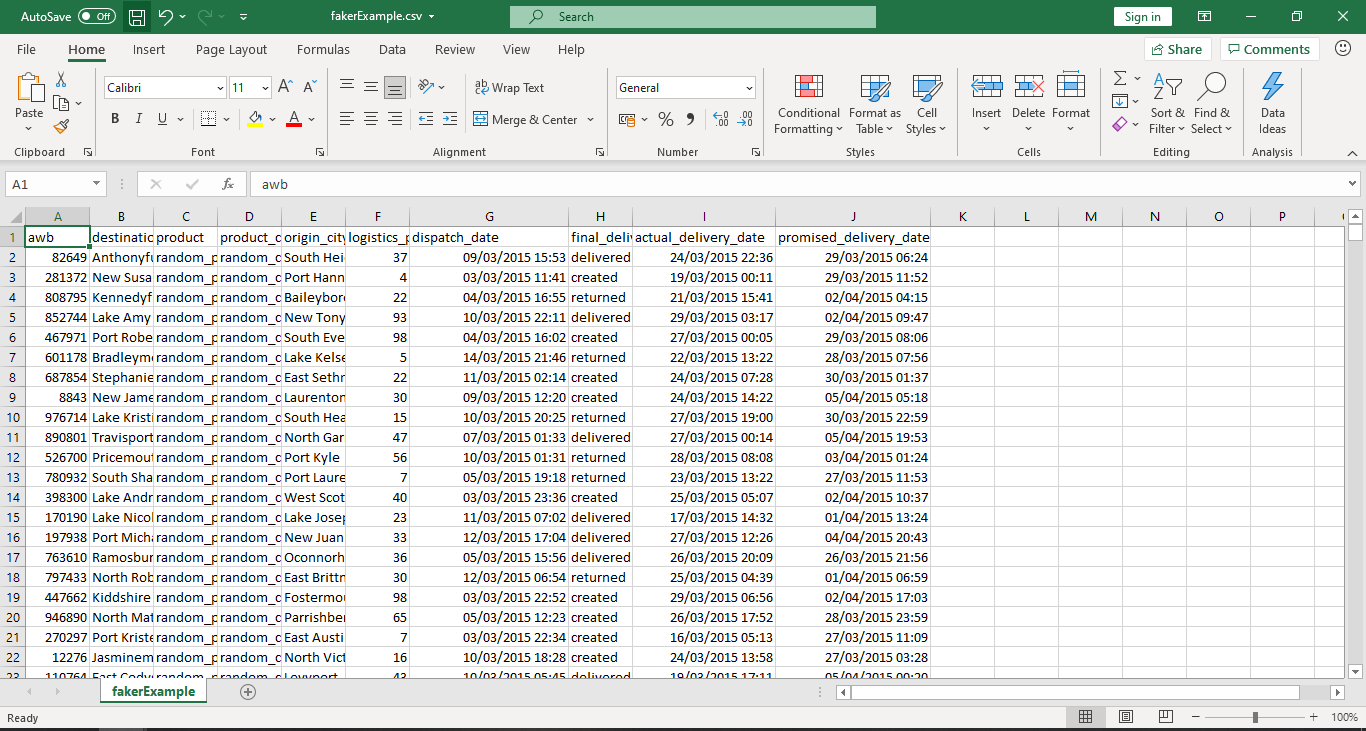 AutoSave Off fakerExample.csv Search Sign in
File Home Insert Page Layout Formulas Data Review View Help Share Comments
Paste Calibri 11 Wrap Text General Conditional Formatting Format as Table Cell Styles Insert Delete Format Sort & Filter Find & Select Data Ideas
B I U Merge & Center
Clipboard Font Alignment Number Styles Cells Editing Analysis
A1 fx awb
A B C D E F G H I J K L M N O P
1 awb destinatic product product_c origin_city logistics_p dispatch_date final_deliv actual_delivery_date promised_delivery_date
2 82649 Anthonyfu random_p random_c South Hei 37 09/03/2015 15:53 delivered 24/03/2015 22:36 29/03/2015 06:24
3 281372 New Susa random_p random_c Port Hann 4 03/03/2015 11:41 created 19/03/2015 00:11 29/03/2015 11:52
4 808795 Kennedyf random_p random_c Baileybor 22 04/03/2015 16:55 returned 21/03/2015 15:41 02/04/2015 04:15
5 852744 Lake Amy random_p random_c New Tony 93 10/03/2015 22:11 delivered 29/03/2015 03:17 02/04/2015 09:47
6 467971 Port Robe random_p random_c South Eve 98 04/03/2015 16:02 created 27/03/2015 00:05 29/03/2015 08:06
7 601178 Bradleym random_p random_c Lake Kelse 5 14/03/2015 21:46 returned 22/03/2015 13:22 28/03/2015 07:56
8 687854 Stephanie random_p random_c East Sethr 22 11/03/2015 02:14 created 24/03/2015 07:28 30/03/2015 01:37
9 8843 New Jame random_p random_c Laurenton 30 09/03/2015 12:20 created 24/03/2015 14:22 05/04/2015 05:18
10 976714 Lake Kristi random_p random_c South Hea 15 10/03/2015 20:25 returned 27/03/2015 19:00 30/03/2015 22:59
11 890801 Travisport random_p random_c North Gar 47 07/03/2015 01:33 delivered 27/03/2015 00:14 05/04/2015 19:53
12 526700 Pricemout random_p random_c Port Kyle 56 10/03/2015 01:31 returned 28/03/2015 08:08 03/04/2015 01:24
13 780932 South Sha random_p random_c Port Laure 7 05/03/2015 19:18 returned 23/03/2015 13:22 27/03/2015 11:53
14 398300 Lake Andr random_p random_c West Scot 40 03/03/2015 23:36 created 25/03/2015 05:07 02/04/2015 10:37
15 170190 Lake Nicol random_p random_c Lake Josep 23 11/03/2015 07:02 delivered 17/03/2015 14:32 01/04/2015 13:24
16 197938 Port Micha random_p random_c New Juan 33 12/03/2015 17:04 delivered 27/03/2015 12:26 04/04/2015 20:43
17 763610 Ramosbur random_p random_c Oconnorh 36 05/03/2015 15:56 delivered 26/03/2015 20:09 26/03/2015 21:56
18 797433 North Rob random_p random_c East Brittn 30 12/03/2015 06:54 returned 25/03/2015 04:39 01/04/2015 06:59
19 447662 Kiddshire random_p random_c Fostermo 98 03/03/2015 22:52 created 29/03/2015 06:56 02/04/2015 17:03
20 946890 North Mat random_p random_c Parrishbe 65 05/03/2015 12:23 created 26/03/2015 17:52 28/03/2015 23:59
21 270297 Port Kriste random_p random_c East Austi 7 03/03/2015 22:34 created 16/03/2015 05:13 27/03/2015 11:09
22 12276 Jasminem random_p random_c North Vict 16 10/03/2015 18:28 created 24/03/2015 13:58 27/03/2015 03:28
23 110764 East Cody random_p random_c Levyport 43 10/03/2015 05:45 delivered 19/03/2015 17:11 05/04/2015 00:20
fakerExample
Ready 100%